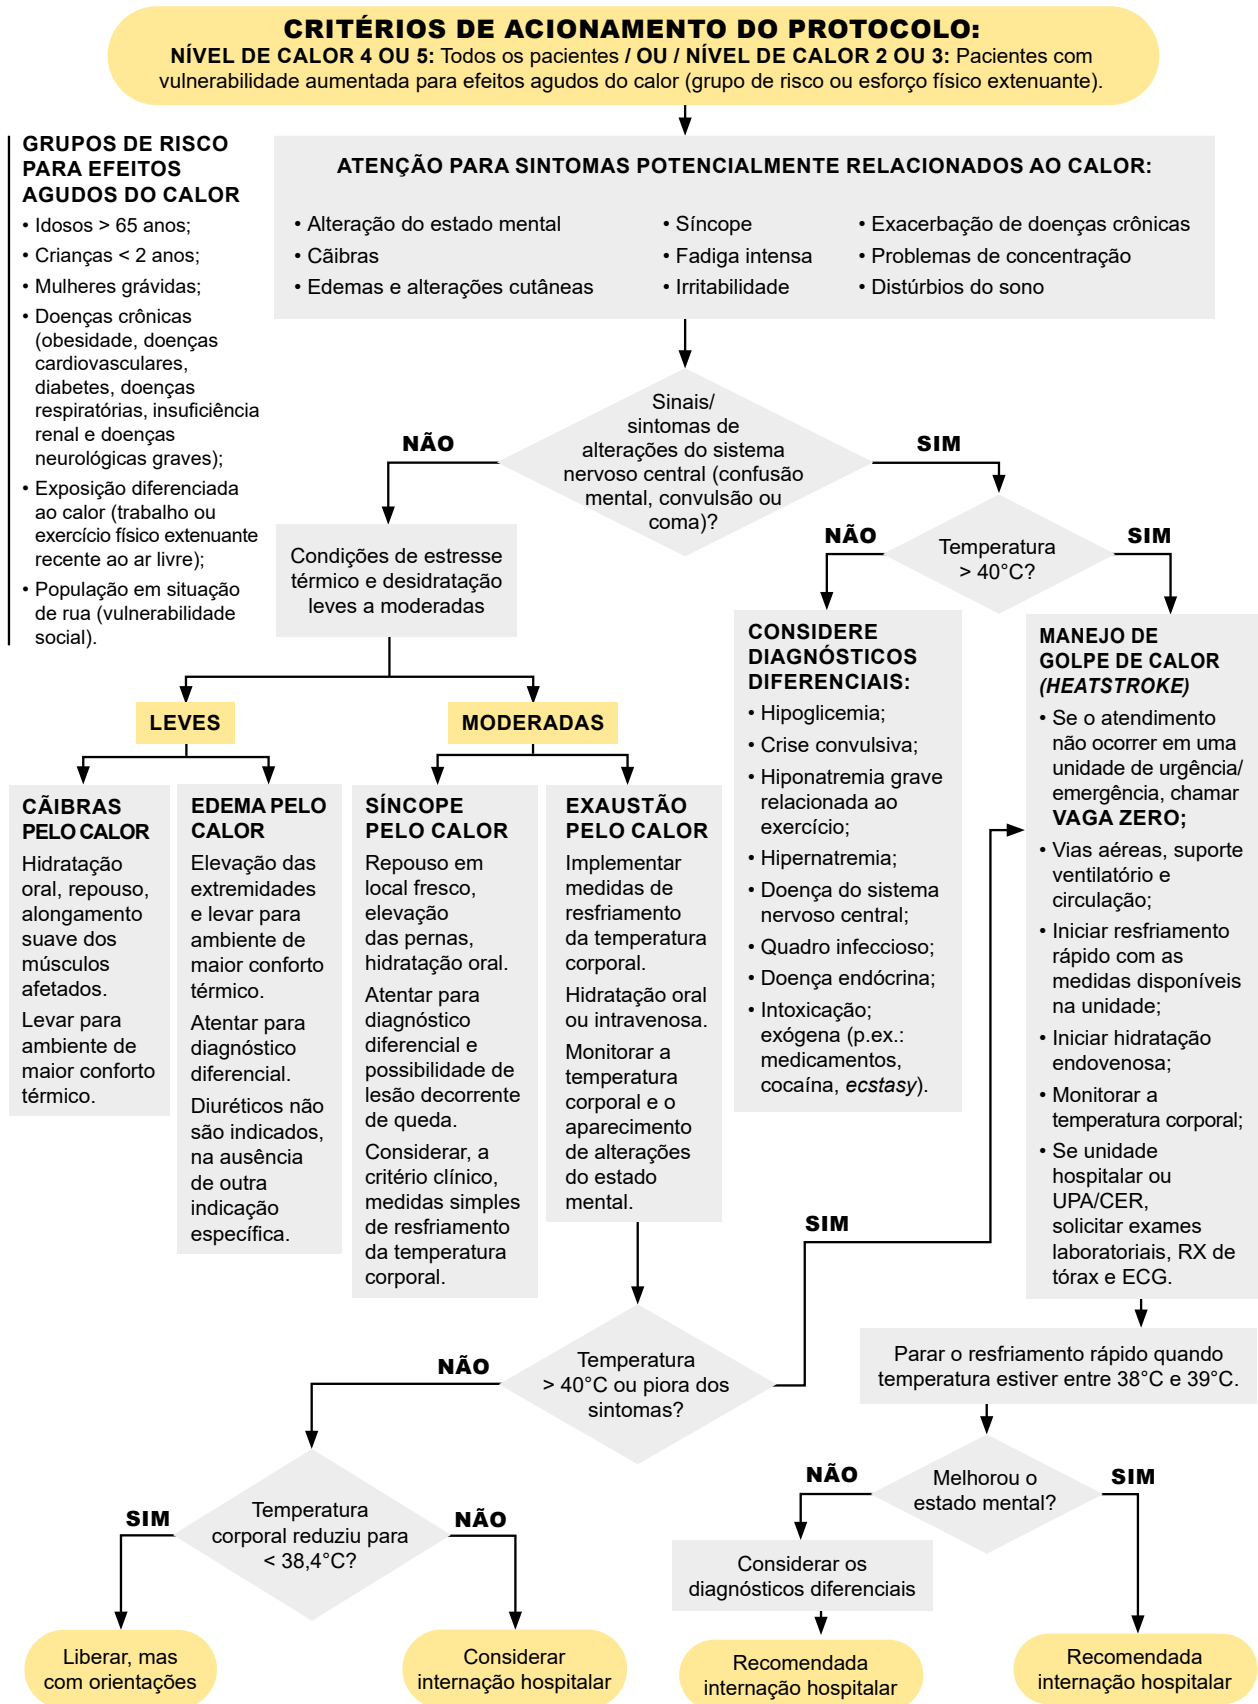 CRITÉRIOS DE ACIONAMENTO DO PROTOCOLO:
NÍVEL DE CALOR 4 OU 5: Todos os pacientes / OU / NÍVEL DE CALOR 2 OU 3: Pacientes com
vulnerabilidade aumentada para efeitos agudos do calor (grupo de risco ou esforço físico extenuante).
GRUPOS DE RISCO
PARA EFEITOS
AGUDOS DO CALOR
• Idosos > 65 anos;
• Crianças < 2 anos;
• Mulheres grávidas;
• Doenças crônicas
(obesidade, doenças
cardiovasculares,
diabetes, doenças
respiratórias, insuficiência
renal e doenças
neurológicas graves);
• Exposição diferenciada
ao calor (trabalho ou
exercício físico extenuante
recente ao ar livre);
• População em situação
de rua (vulnerabilidade
social).
ATENÇÃO PARA SINTOMAS POTENCIALMENTE RELACIONADOS AO CALOR:
• Alteração do estado mental
• Cãibras
• Edemas e alterações cutâneas
• Síncope
• Fadiga intensa
• Irritabilidade
• Exacerbação de doenças crônicas
• Problemas de concentração
• Distúrbios do sono
Sinais/
sintomas de
alterações do sistema
nervoso central (confusão
mental, convulsão ou
coma)?
NÃO
SIM
Condições de estresse
térmico e desidratação
leves a moderadas
Temperatura
> 40°C?
NÃO
SIM
LEVES
MODERADAS
CÃIBRAS
PELO CALOR
Hidratação
oral, repouso,
alongamento
suave dos
músculos
afetados.
Levar para
ambiente de
maior conforto
térmico.
EDEMA PELO
CALOR
Elevação das
extremidades
e levar para
ambiente de
maior conforto
térmico.
Atentar para
diagnóstico
diferencial.
Diuréticos não
são indicados,
na ausência
de outra
indicação
específica.
SÍNCOPE
PELO CALOR
Repouso em
local fresco,
elevação
das pernas,
hidratação oral.
Atentar para
diagnóstico
diferencial e
possibilidade de
lesão decorrente
de queda.
Considerar, a
critério clínico,
medidas simples
de resfriamento
da temperatura
corporal.
EXAUSTÃO
PELO CALOR
Implementar
medidas de
resfriamento
da temperatura
corporal.
Hidratação oral
ou intravenosa.
Monitorar a
temperatura
corporal e o
aparecimento
de alterações
do estado
mental.
CONSIDERE
DIAGNÓSTICOS
DIFERENCIAIS:
• Hipoglicemia;
• Crise convulsiva;
• Hiponatremia grave
relacionada ao
exercício;
• Hipernatremia;
• Doença do sistema
nervoso central;
• Quadro infeccioso;
• Doença endócrina;
• Intoxicação;
exógena (p.ex.:
medicamentos,
cocaína, ecstasy).
MANEJO DE
GOLPE DE CALOR
(HEATSTROKE)
• Se o atendimento
não ocorrer em uma
unidade de urgência/
emergência, chamar
VAGA ZERO;
• Vias aéreas, suporte
ventilatório e
circulação;
• Iniciar resfriamento
rápido com as
medidas disponíveis
na unidade;
• Iniciar hidratação
endovenosa;
• Monitorar a
temperatura corporal;
• Se unidade
hospitalar ou
UPA/CER,
solicitar exames
laboratoriais, RX de
tórax e ECG.
SIM
NÃO
Temperatura
> 40°C ou piora dos
sintomas?
Parar o resfriamento rápido quando
temperatura estiver entre 38°C e 39°C.
NÃO
Melhorou o
estado mental?
SIM
SIM
Temperatura
corporal reduziu para
< 38,4°C?
NÃO
Considerar os
diagnósticos diferenciais
Liberar, mas
com orientações
Considerar
internação hospitalar
Recomendada
internação hospitalar
Recomendada
internação hospitalar